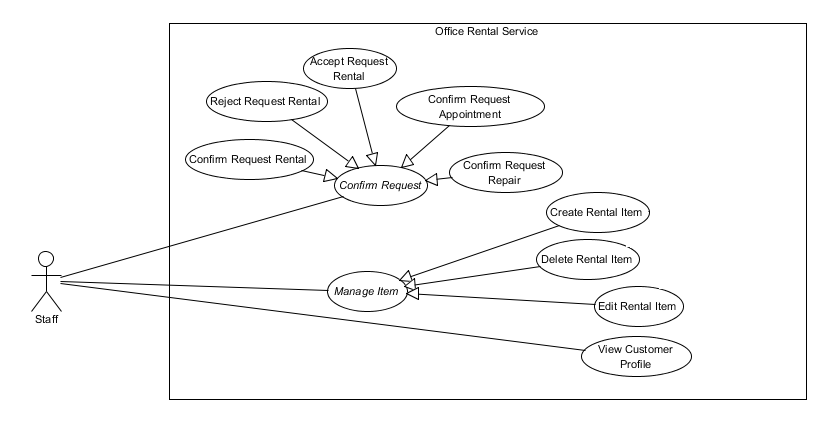 Office Rental Service
Accept Request
Rental
Reject Request Rental
Confirm Request
Appointment
Confirm Request Rental
Confirm Request
Confirm Request
Repair
Create Rental Item
Delete Rental Item
Manage Item
Edit Rental Item
Staff
View Customer
Profile